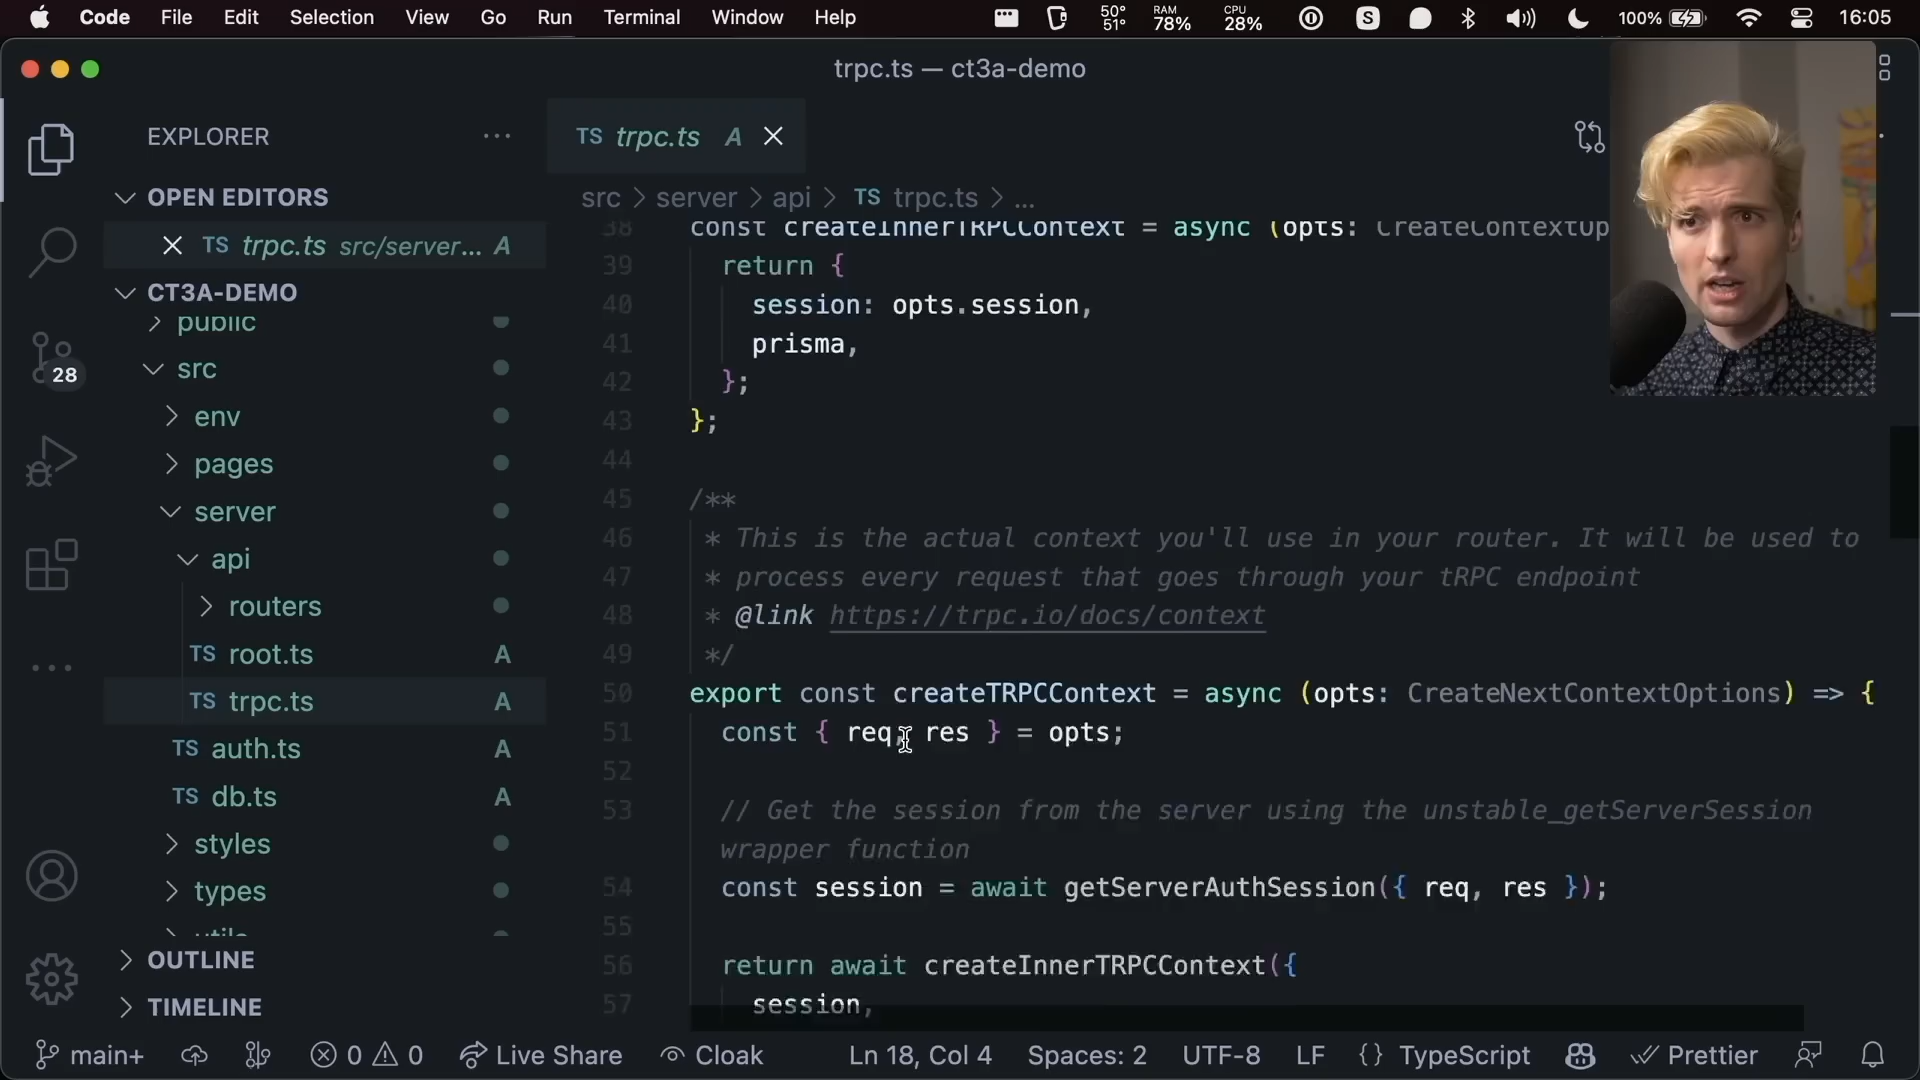 Code File Edit Selection View Go Run Terminal Window Help 50° 51° RAM 78% CPU 28% S 100% 16:05
trpc.ts — ct3a-demo
EXPLORER ...
TS trpc.ts A
OPEN EDITORS
TS trpc.ts src/server... A
CT3A-DEMO
public
src
28
env
pages
server
api
routers
TS root.ts A
TS trpc.ts A
TS auth.ts A
TS db.ts A
styles
types
utils
OUTLINE
TIMELINE
src > server > api > TS trpc.ts > ...
38 const createInnerTRPCContext = async (opts: CreateContextOp
39 return {
40 session: opts.session,
41 prisma,
42 };
43 };
44
45 /**
46 * This is the actual context you'll use in your router. It will be used to
47 * process every request that goes through your tRPC endpoint
48 * @link https://trpc.io/docs/context
49 */
50 export const createTRPCContext = async (opts: CreateNextContextOptions) => {
51 const { req, res } = opts;
52
53 // Get the session from the server using the unstable_getServerSession
wrapper function
54 const session = await getServerAuthSession({ req, res });
55
56 return await createInnerTRPCContext({
57 session,
main+ 0 0 Live Share Cloak Ln 18, Col 4 Spaces: 2 UTF-8 LF {} TypeScript Prettier